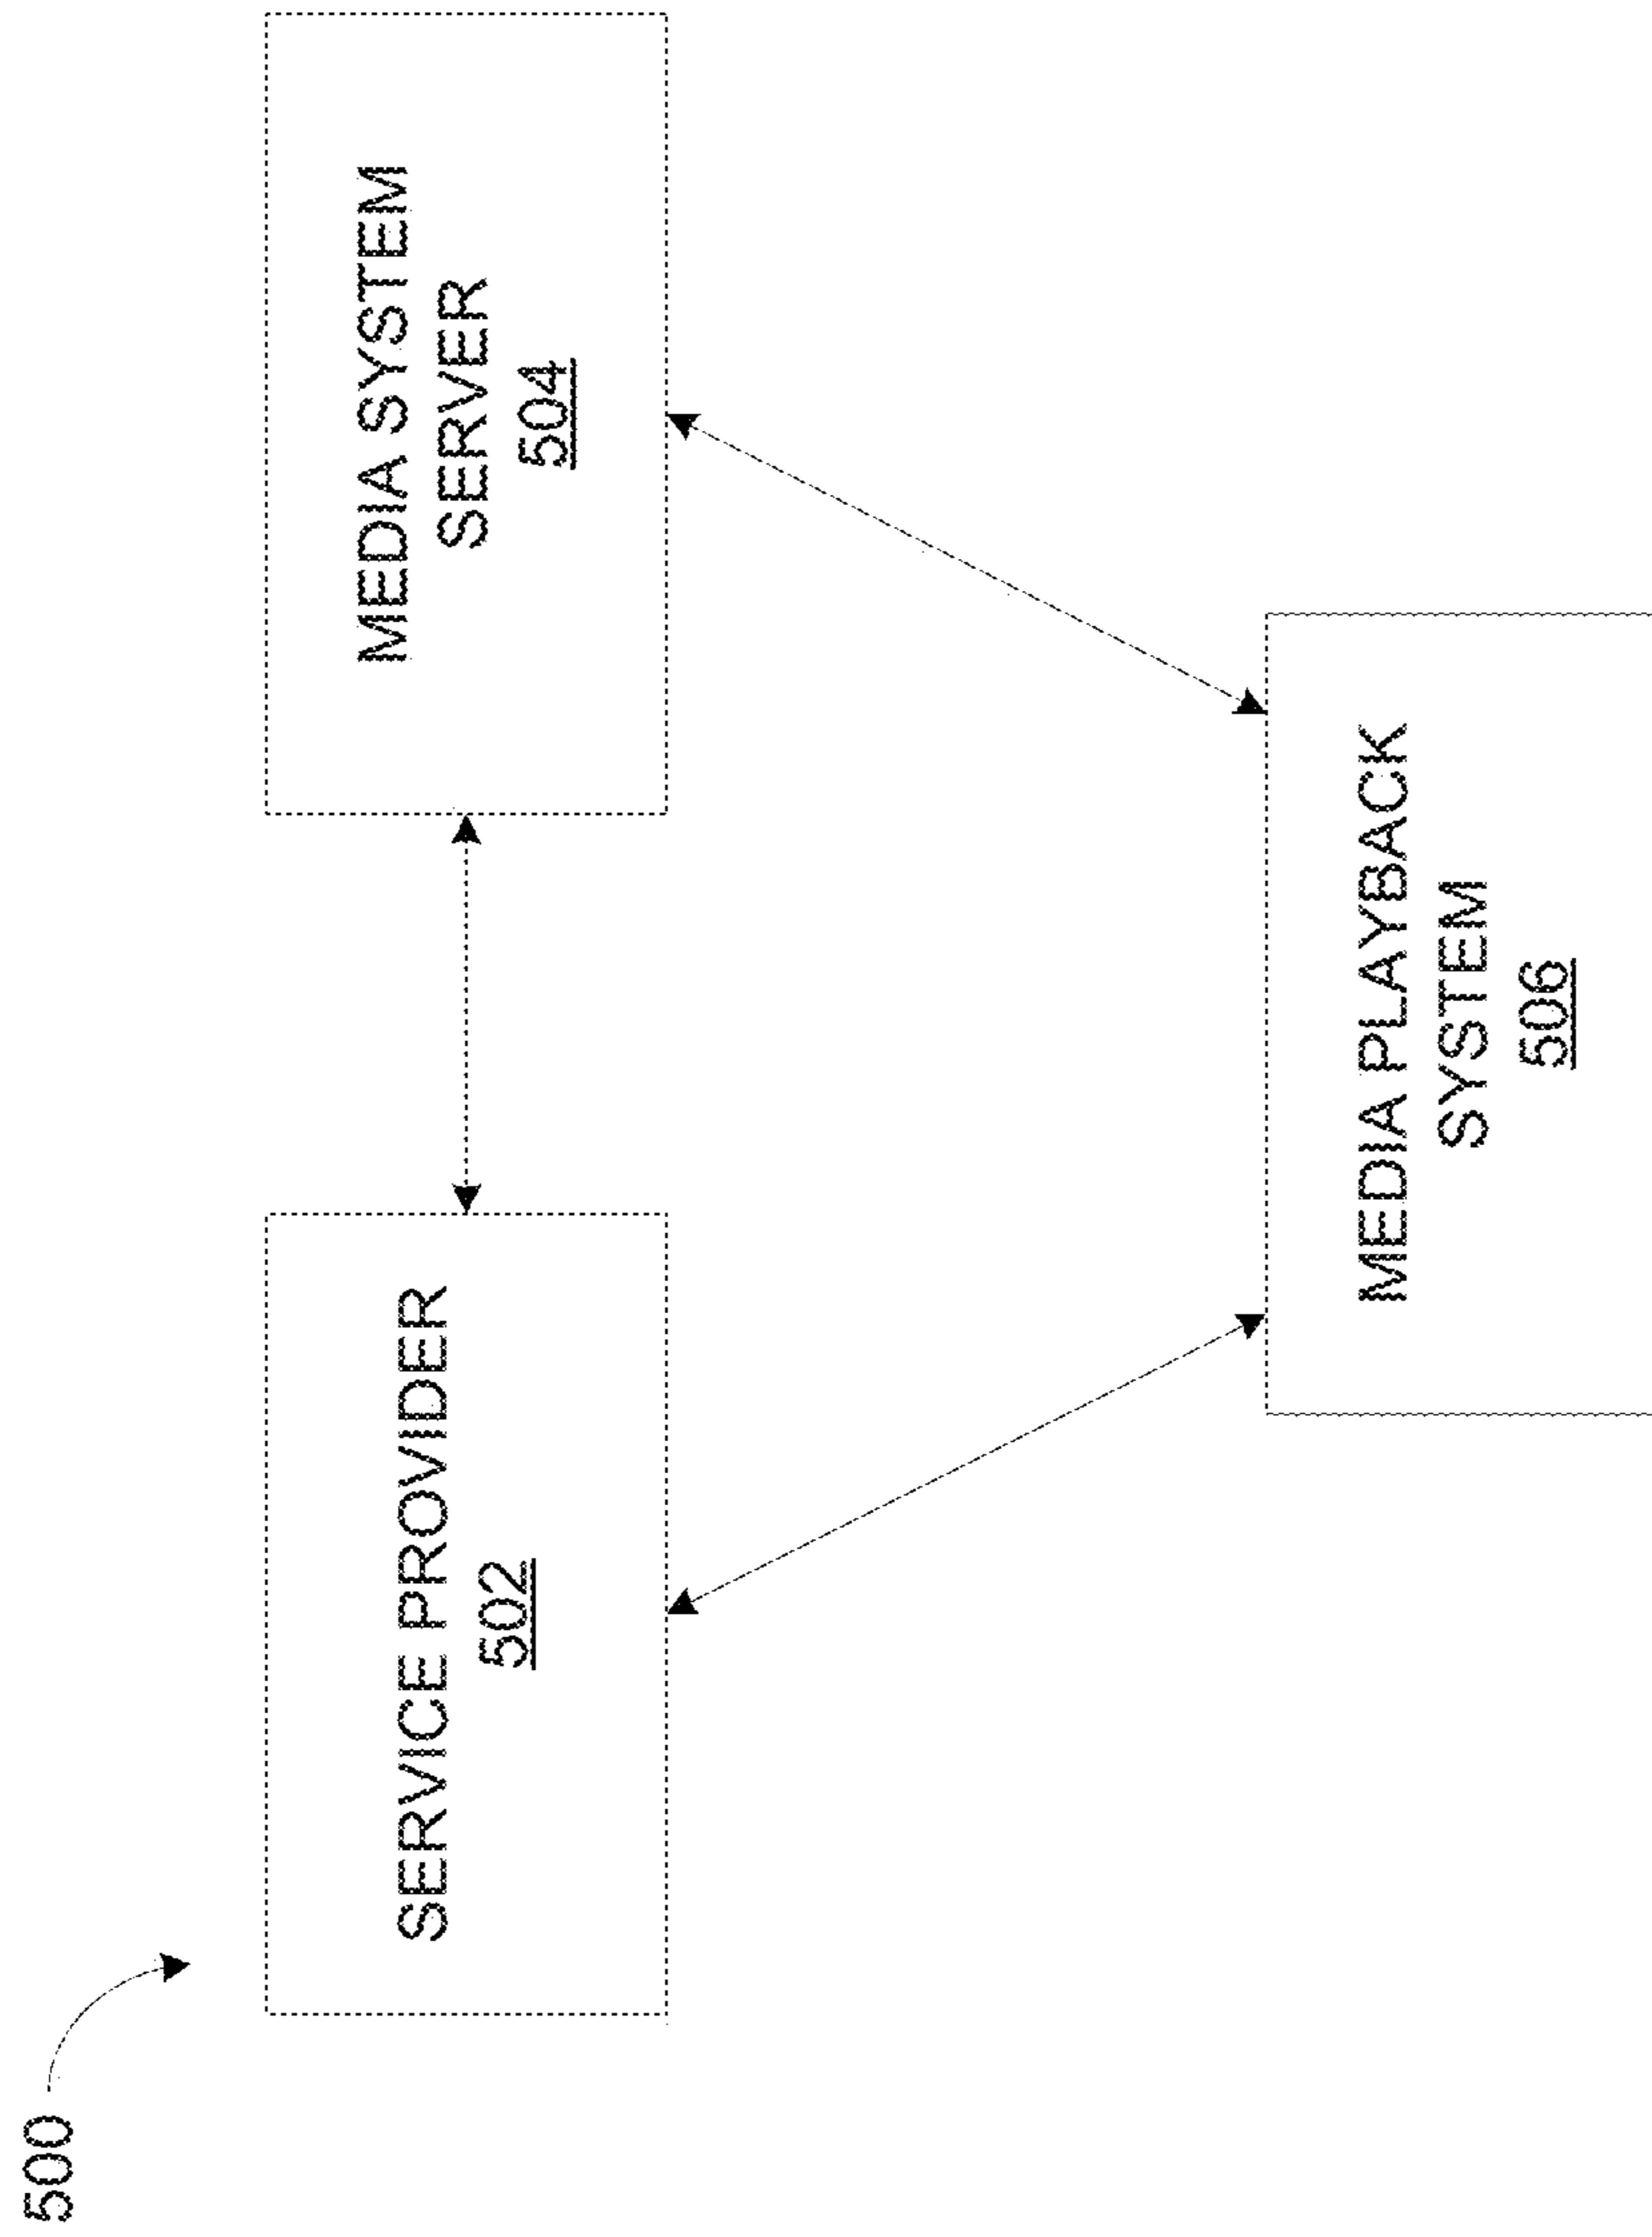 500
SERVICE PROVIDER
502
MEDIA SYSTEM
SERVER
504
MEDIA PLAYBACK
SYSTEM
506